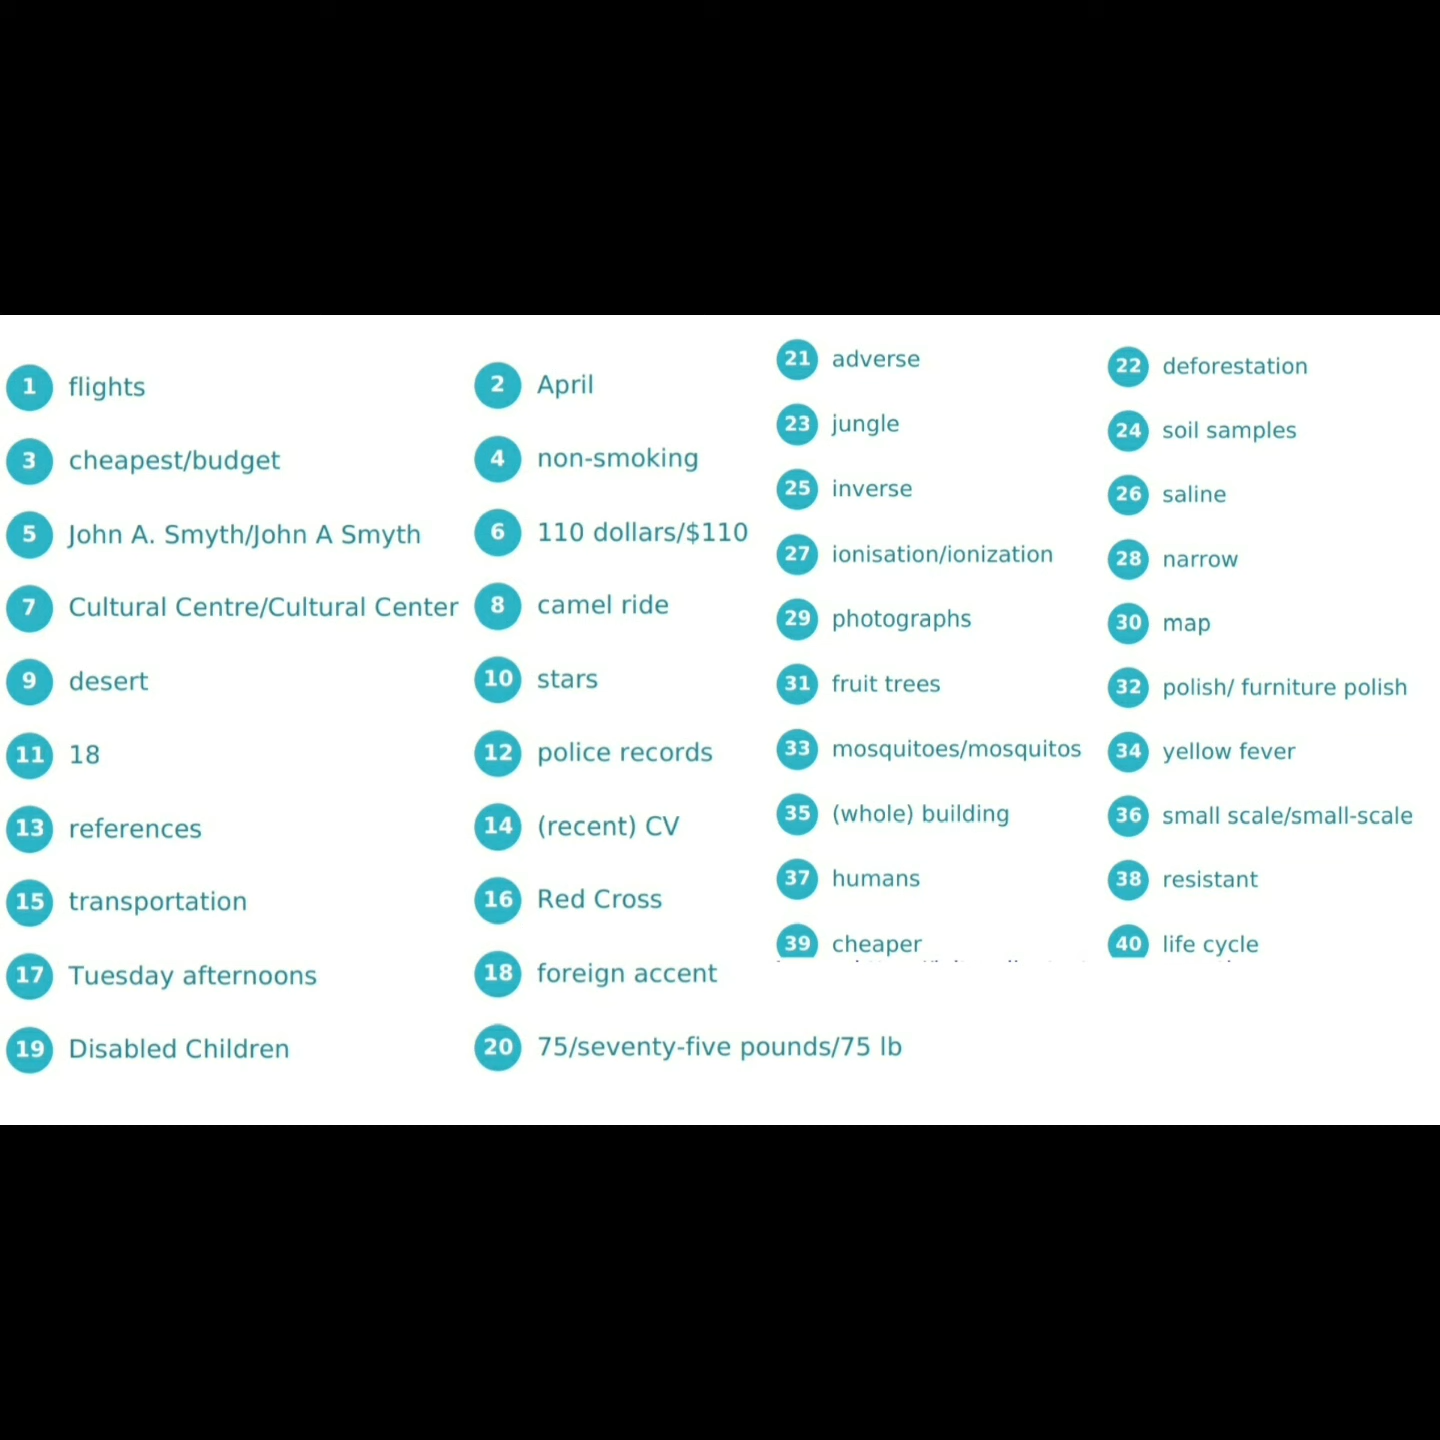 1 flights
2 April
3 cheapest/budget
4 non-smoking
5 John A. Smyth/John A Smyth
6 110 dollars/$110
7 Cultural Centre/Cultural Center
8 camel ride
9 desert
10 stars
11 18
12 police records
13 references
14 (recent) CV
15 transportation
16 Red Cross
17 Tuesday afternoons
18 foreign accent
19 Disabled Children
20 75/seventy-five pounds/75 lb
21 adverse
22 deforestation
23 jungle
24 soil samples
25 inverse
26 saline
27 ionisation/ionization
28 narrow
29 photographs
30 map
31 fruit trees
32 polish/ furniture polish
33 mosquitoes/mosquitos
34 yellow fever
35 (whole) building
36 small scale/small-scale
37 humans
38 resistant
39 cheaper
40 life cycle